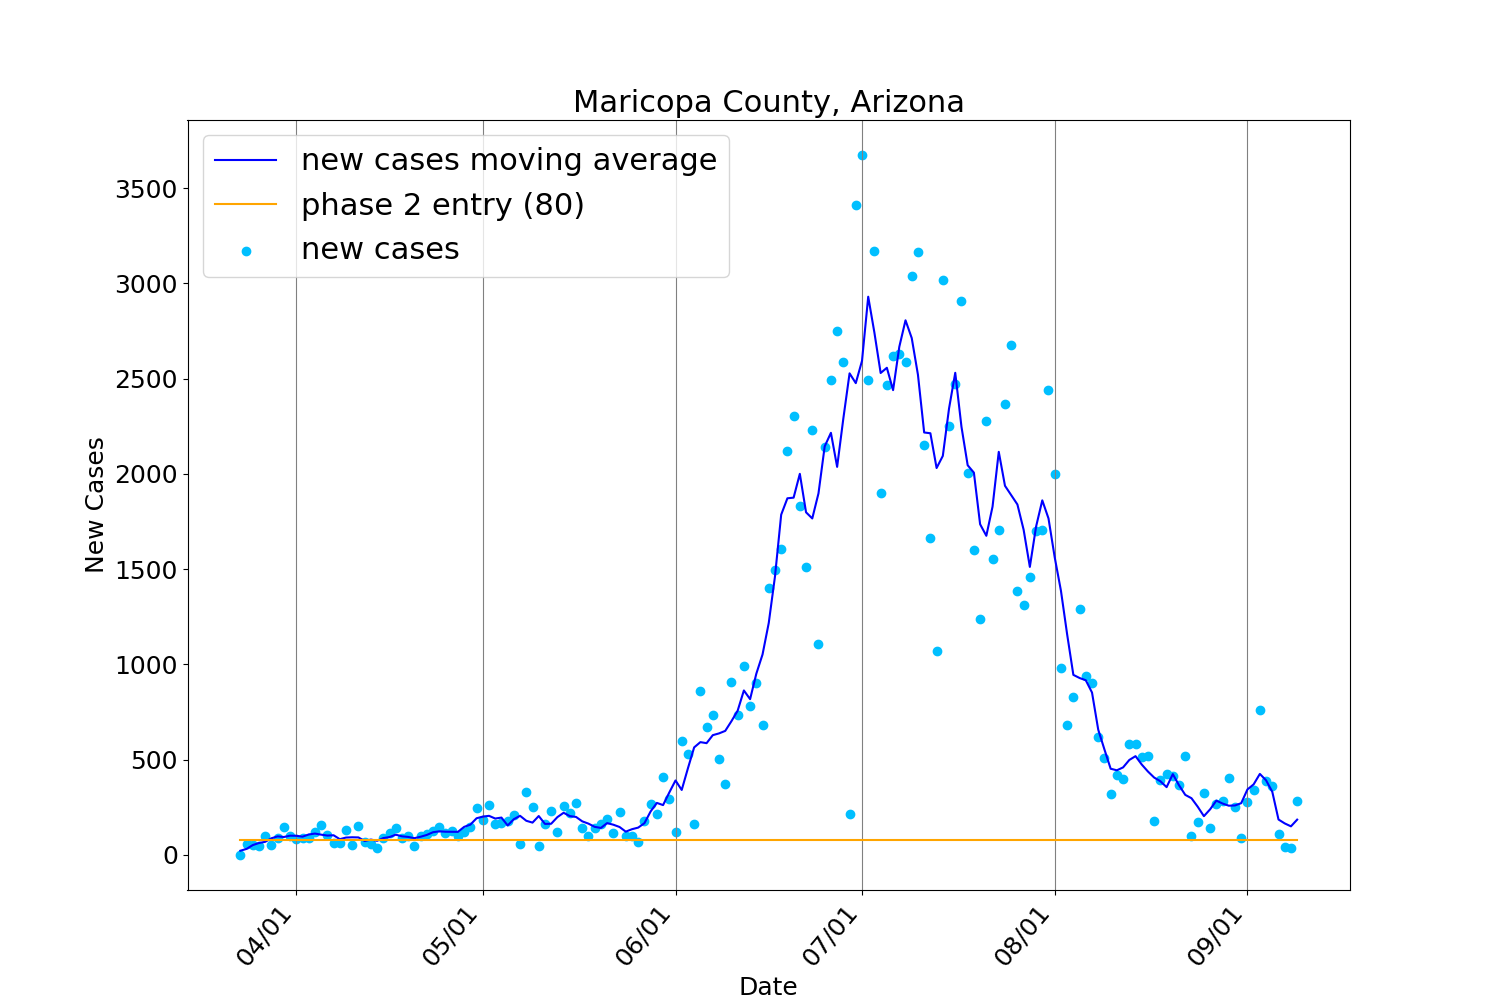 Maricopa County, Arizona
new cases moving average
phase 2 entry (80)
new cases
3500
3000
2500
2000
1500
1000
500
0
New Cases
04/01
05/01
06/01
07/01
08/01
09/01
Date